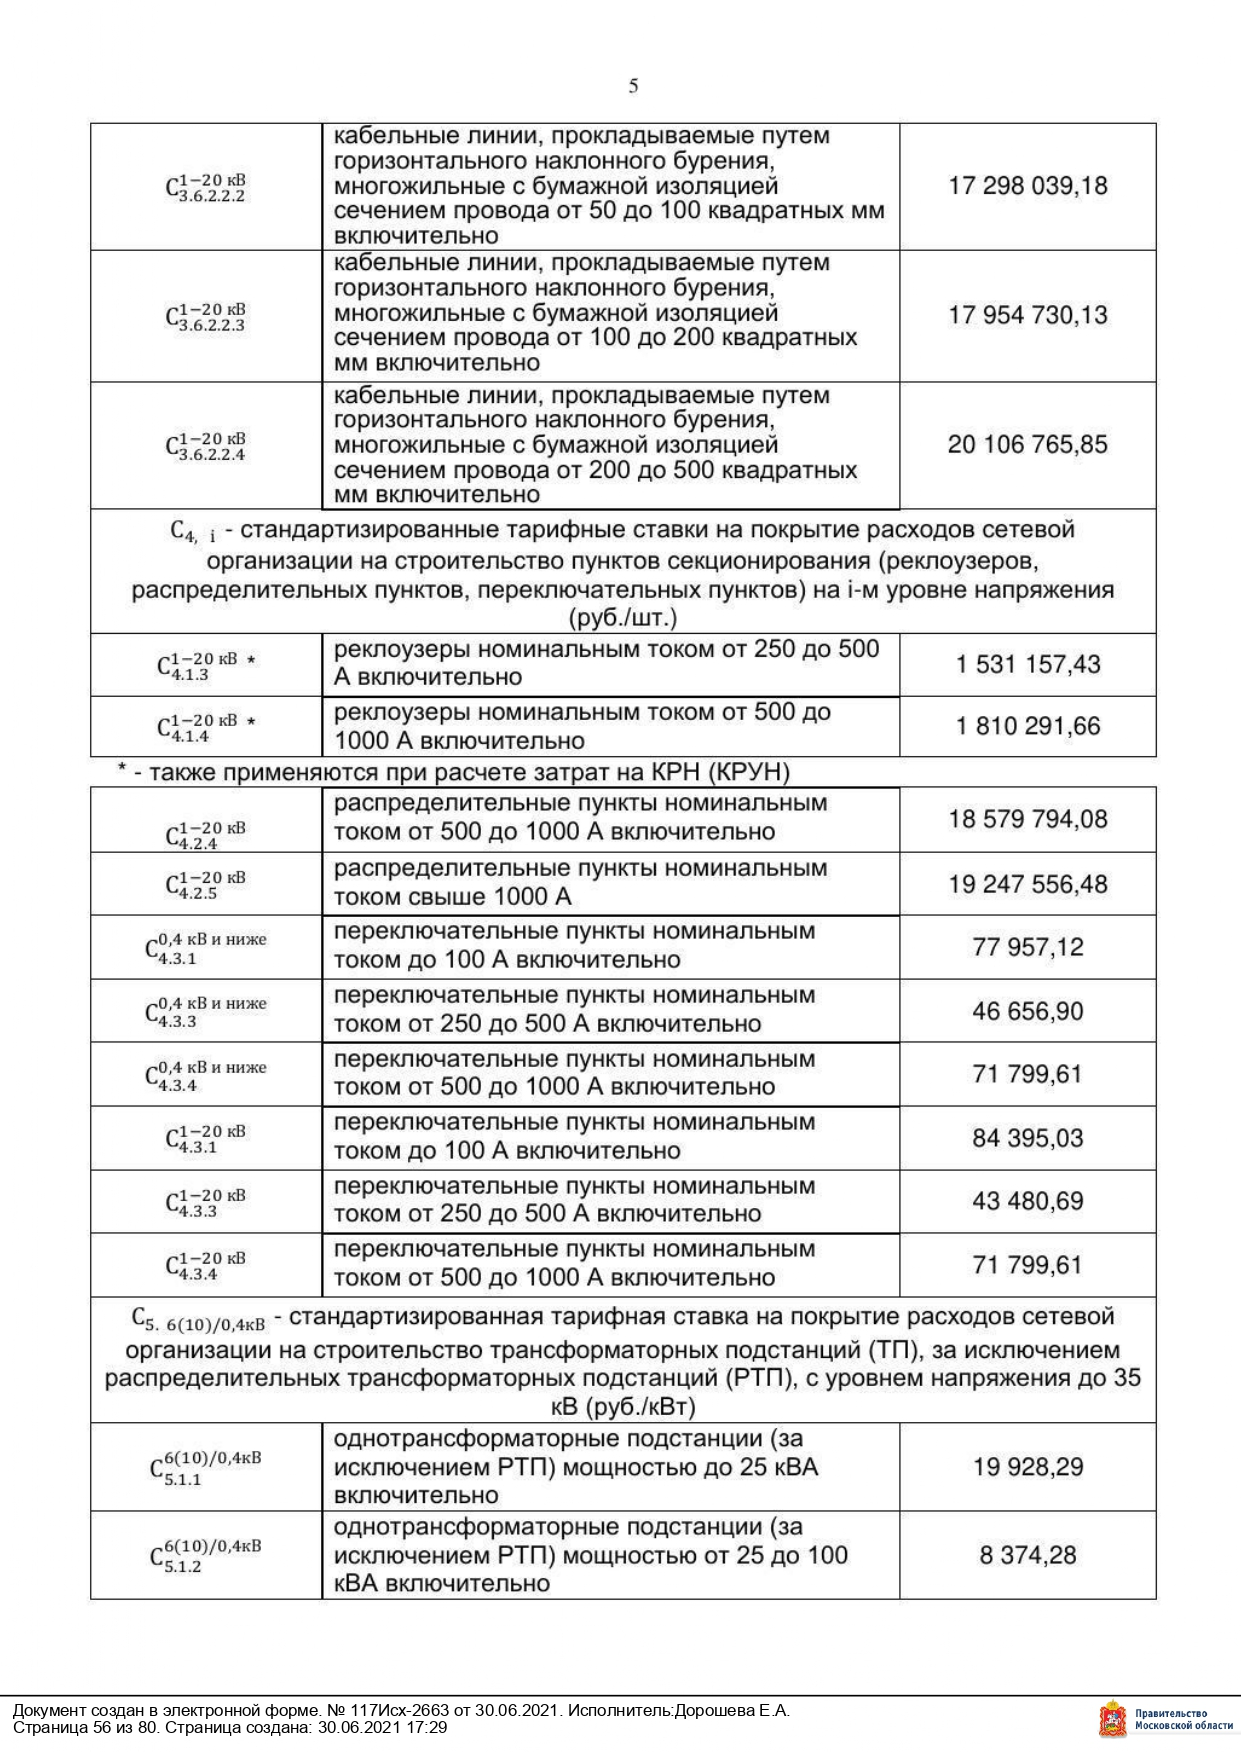 5
кабельные линии, прокладываемые путем
горизонтального наклонного бурения,
C 1−20 кВ 3.6.2.2.2 многожильные с бумажной изоляцией 17 298 039,18
сечением провода от 50 до 100 квадратных мм
включительно
кабельные линии, прокладываемые путем
горизонтального наклонного бурения,
C 1−20 кВ 3.6.2.2.3 многожильные с бумажной изоляцией 17 954 730,13
сечением провода от 100 до 200 квадратных
мм включительно
кабельные линии, прокладываемые путем
горизонтального наклонного бурения,
C 1−20 кВ 3.6.2.2.4 многожильные с бумажной изоляцией 20 106 765,85
сечением провода от 200 до 500 квадратных
мм включительно
C4, i - стандартизированные тарифные ставки на покрытие расходов сетевой
организации на строительство пунктов секционирования (реклоузеров,
распределительных пунктов, переключательных пунктов) на i-м уровне напряжения
(руб./шт.)
C 1−20 кВ 4.1.3 * реклоузеры номинальным током от 250 до 500 1 531 157,43
А включительно
C 1−20 кВ 4.1.4 * реклоузеры номинальным током от 500 до 1 810 291,66
1000 А включительно
* - также применяются при расчете затрат на КРН (КРУН)
C 1−20 кВ 4.2.4 распределительные пункты номинальным 18 579 794,08
током от 500 до 1000 А включительно
C 1−20 кВ 4.2.5 распределительные пункты номинальным 19 247 556,48
током свыше 1000 А
C 0,4 кВ и ниже 4.3.1 переключательные пункты номинальным 77 957,12
током до 100 А включительно
C 0,4 кВ и ниже 4.3.3 переключательные пункты номинальным 46 656,90
током от 250 до 500 А включительно
C 0,4 кВ и ниже 4.3.4 переключательные пункты номинальным 71 799,61
током от 500 до 1000 А включительно
C 1−20 кВ 4.3.1 переключательные пункты номинальным 84 395,03
током до 100 А включительно
C 1−20 кВ 4.3.3 переключательные пункты номинальным 43 480,69
током от 250 до 500 А включительно
C 1−20 кВ 4.3.4 переключательные пункты номинальным 71 799,61
током от 500 до 1000 А включительно
C5. 6(10)/0,4кВ - стандартизированная тарифная ставка на покрытие расходов сетевой
организации на строительство трансформаторных подстанций (ТП), за исключением
распределительных трансформаторных подстанций (РТП), с уровнем напряжения до 35
кВ (руб./кВт)
однотрансформаторные подстанции (за
C 6(10)/0,4кВ 5.1.1 исключением РТП) мощностью до 25 кВА 19 928,29
включительно
однотрансформаторные подстанции (за
C 6(10)/0,4кВ 5.1.2 исключением РТП) мощностью от 25 до 100 8 374,28
кВА включительно
Документ создан в электронной форме. № 117Исх-2663 от 30.06.2021. Исполнитель:Дорошева Е.А.
Страница 56 из 80. Страница создана: 30.06.2021 17:29
Правительство
Московской области